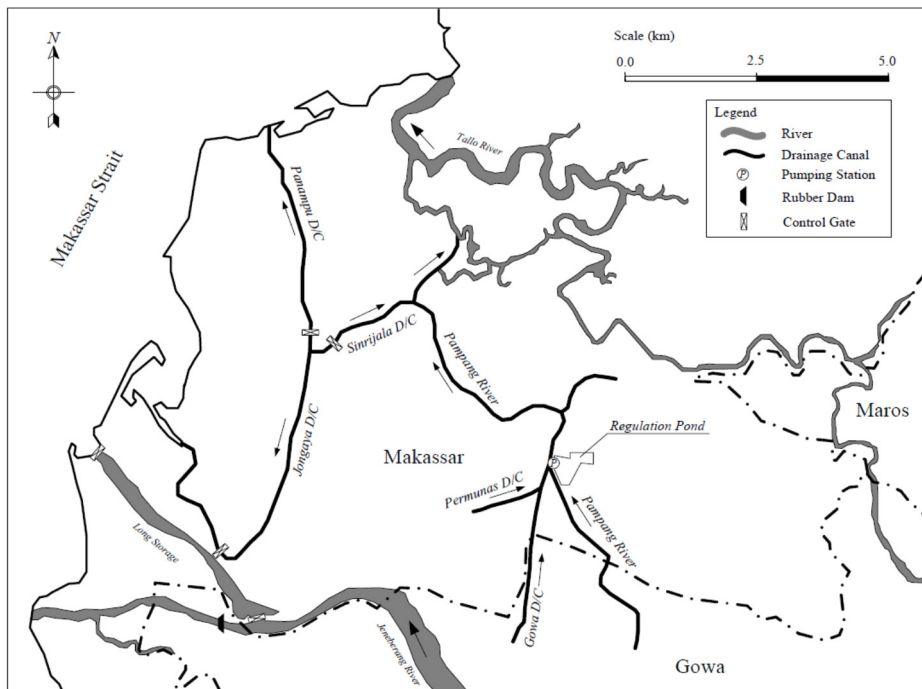 N
Scale (km)
0.0
2.5
5.0
Legend
River
Drainage Canal
P
Pumping Station
Rubber Dam
Control Gate
Makassar Strait
Tallo River
Panampu D/C
Sinrijala D/C
Pampang River
Jongaya D/C
Makassar
Regulation Pond
Maros
P
Permunas D/C
Pampang River
Long Storage
Gowa D/C
Jeneberang River
Gowa